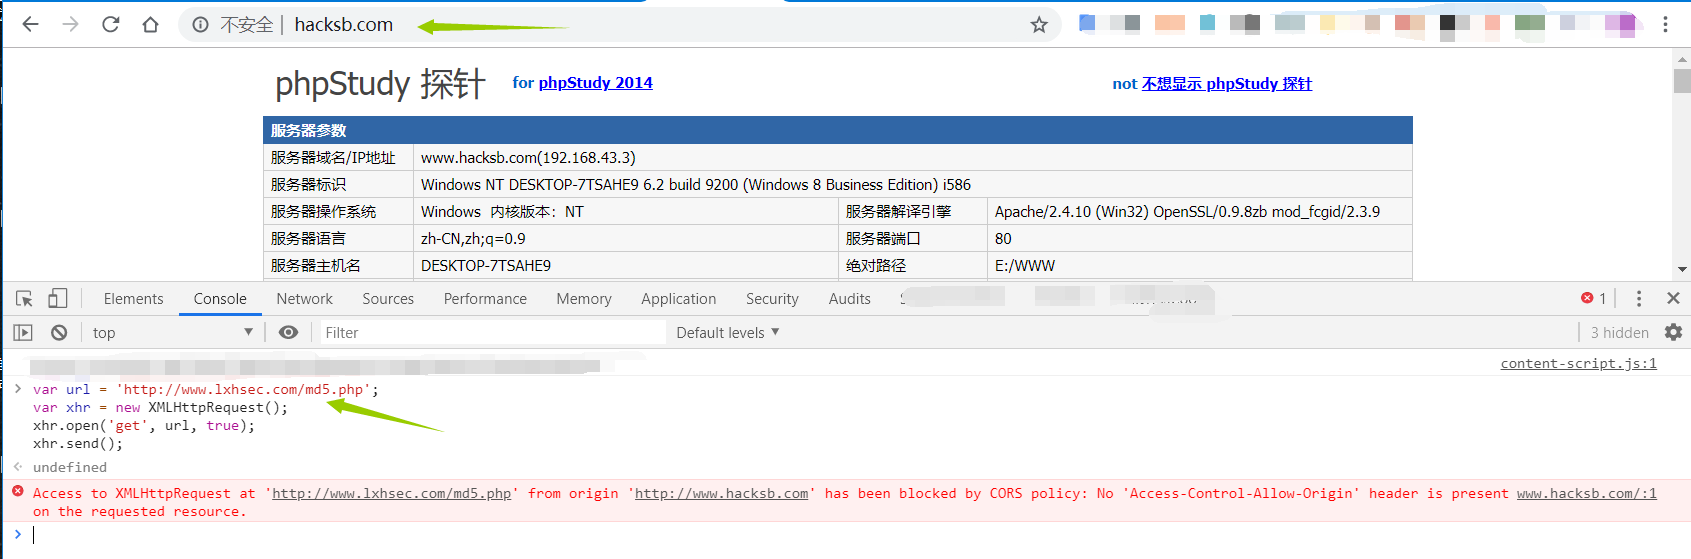 不安全 | hacksb.com
phpStudy 探针 for phpStudy 2014 not 不想显示 phpStudy 探针
服务器参数
服务器域名/IP地址 www.hacksb.com(192.168.43.3)
服务器标识 Windows NT DESKTOP-7TSAHE9 6.2 build 9200 (Windows 8 Business Edition) i586
服务器操作系统 Windows 内核版本：NT 服务器解译引擎 Apache/2.4.10 (Win32) OpenSSL/0.9.8zb mod_fcgid/2.3.9
服务器语言 zh-CN,zh;q=0.9 服务器端口 80
服务器主机名 DESKTOP-7TSAHE9 绝对路径 E:/WWW
Elements Console Network Sources Performance Memory Application Security Audits 1
top Filter Default levels 3 hidden
content-script.js:1
var url = 'http://www.lxhsec.com/md5.php';
var xhr = new XMLHttpRequest();
xhr.open('get', url, true);
xhr.send();
undefined
Access to XMLHttpRequest at 'http://www.lxhsec.com/md5.php' from origin 'http://www.hacksb.com' has been blocked by CORS policy: No 'Access-Control-Allow-Origin' header is present www.hacksb.com/:1
on the requested resource.